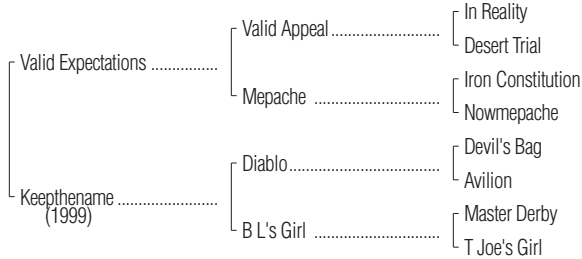 In Reality
Valid Appeal ..............................
Desert Trial
Valid Expectations .................
Iron Constitution
Mepache ..................................
Nowmepache
Devil's Bag
Diablo..........................................
Avilion
Keepthename .........................
(1999)
Master Derby
B L's Girl ..................................
T Joe's Girl